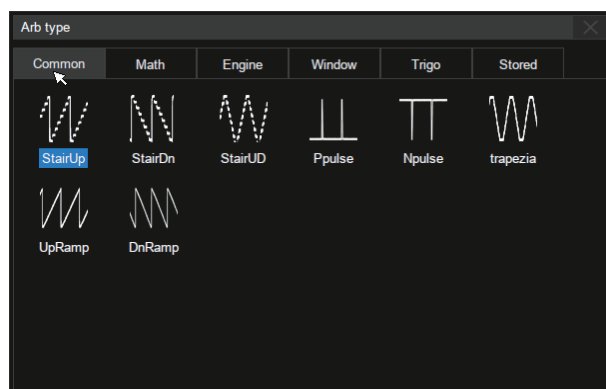 Arb type
Common Math Engine Window Trigo Stored
StairUp StairDn StairUD Ppulse Npulse trapezia
UpRamp DnRamp